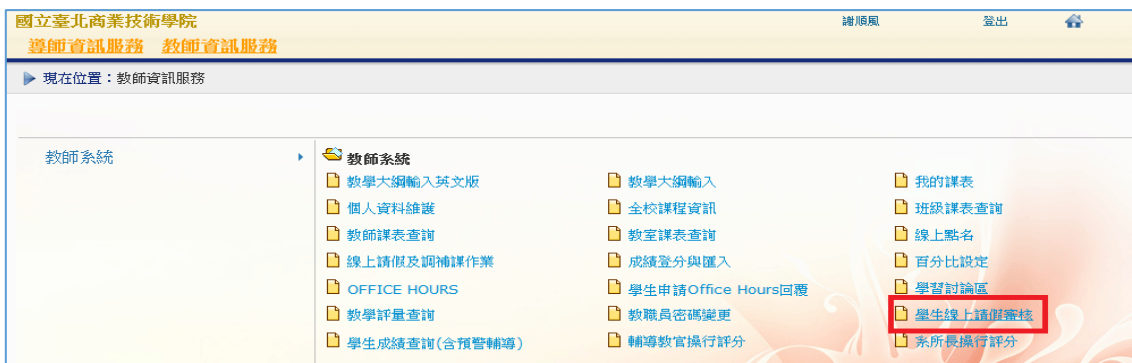 國立臺北商業技術學院
謝順風 登出
導師資訊服務 教師資訊服務
現在位置：教師資訊服務
教師系統
教師系統
教學大綱輸入英文版 教學大綱輸入 我的課表
個人資料維護 全校課程資訊 班級課表查詢
教師課表查詢 教室課表查詢 線上點名
線上請假及調補課作業 成績登分與匯入 百分比設定
OFFICE HOURS 學生申請Office Hours回覆 學習討論區
教學評量查詢 教職員密碼變更 學生線上請假審核
學生成績查詢(含預警輔導) 輔導教官操行評分 系所長操行評分